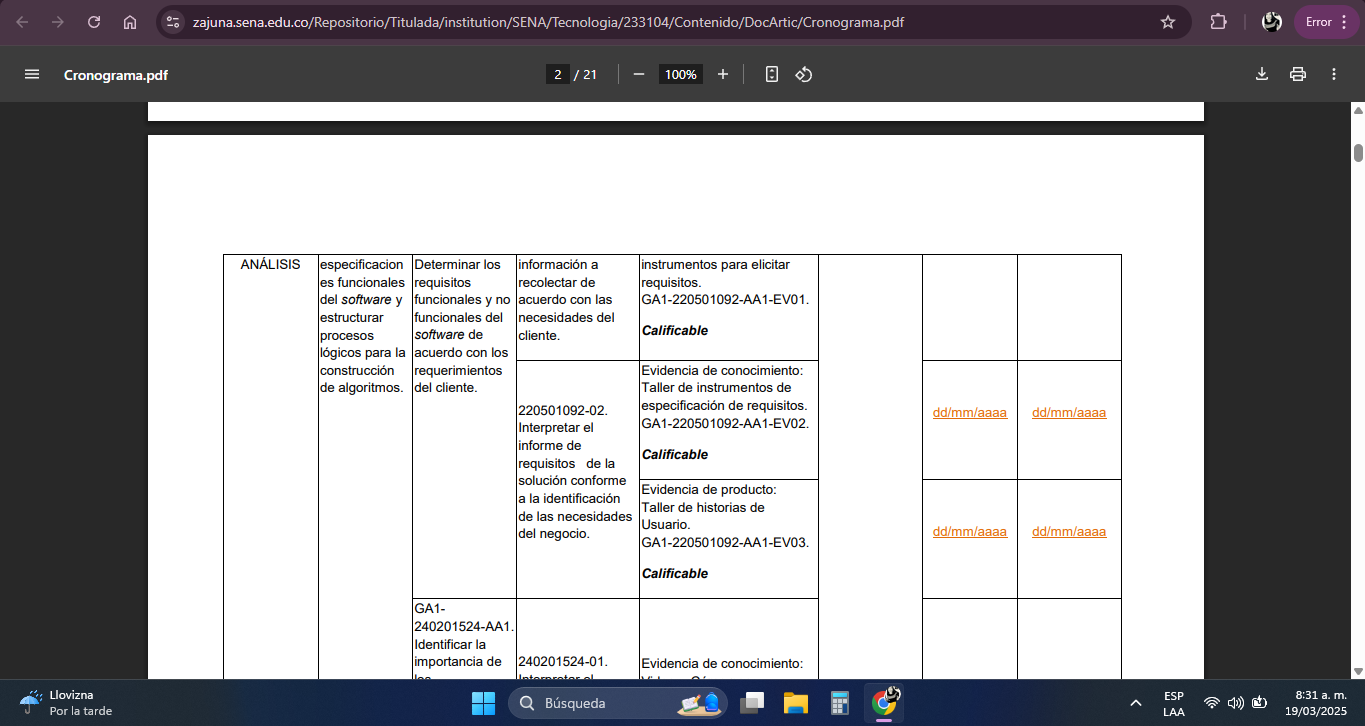 zajuna.sena.edu.co/Repositorio/Titulada/institution/SENA/Tecnologia/233104/Contenido/DocArtic/Cronograma.pdf
Error
Cronograma.pdf
2 / 21
100%
ANÁLISIS
especificacion
es funcionales
del software y
estructurar
procesos
lógicos para la
construcción
de algoritmos.
Determinar los
requisitos
funcionales y no
funcionales del
software de
acuerdo con los
requerimientos
del cliente.
información a
recolectar de
acuerdo con las
necesidades del
cliente.
instrumentos para elicitar
requisitos.
GA1-220501092-AA1-EV01.
Calificable
220501092-02.
Interpretar el
informe de
requisitos de la
solución conforme
a la identificación
de las necesidades
del negocio.
Evidencia de conocimiento:
Taller de instrumentos de
especificación de requisitos.
GA1-220501092-AA1-EV02.
Calificable
dd/mm/aaaa
dd/mm/aaaa
Evidencia de producto:
Taller de historias de
Usuario.
GA1-220501092-AA1-EV03.
Calificable
dd/mm/aaaa
dd/mm/aaaa
GA1-
240201524-AA1.
Identificar la
importancia de
240201524-01.
Interpretar el
Evidencia de conocimiento:
Llovizna
Por la tarde
Búsqueda
ESP
LAA
8:31 a. m.
19/03/2025